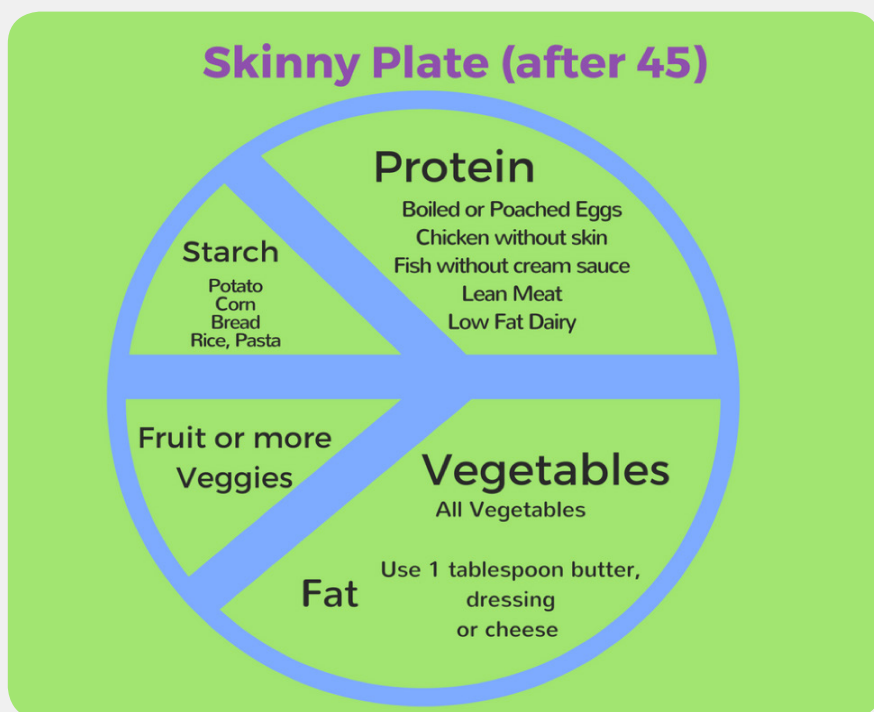 Skinny Plate (after 45)
Protein
Boiled or Poached Eggs
Chicken without skin
Fish without cream sauce
Lean Meat
Low Fat Dairy
Starch
Potato
Corn
Bread
Rice, Pasta
Fruit or more
Veggies
Vegetables
All Vegetables
Fat
Use 1 tablespoon butter,
dressing
or cheese